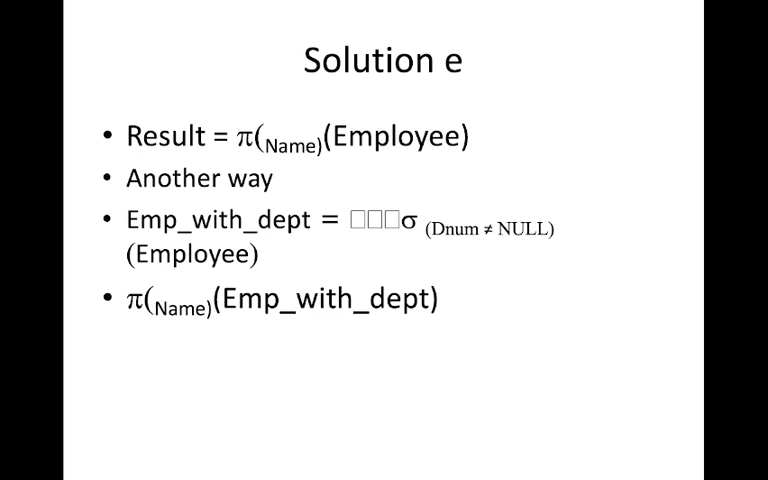 Solution e
• Result = π(Name)(Employee)
• Another way
• Emp_with_dept = □□□σ (Dnum ≠ NULL)
(Employee)
• π(Name)(Emp_with_dept)